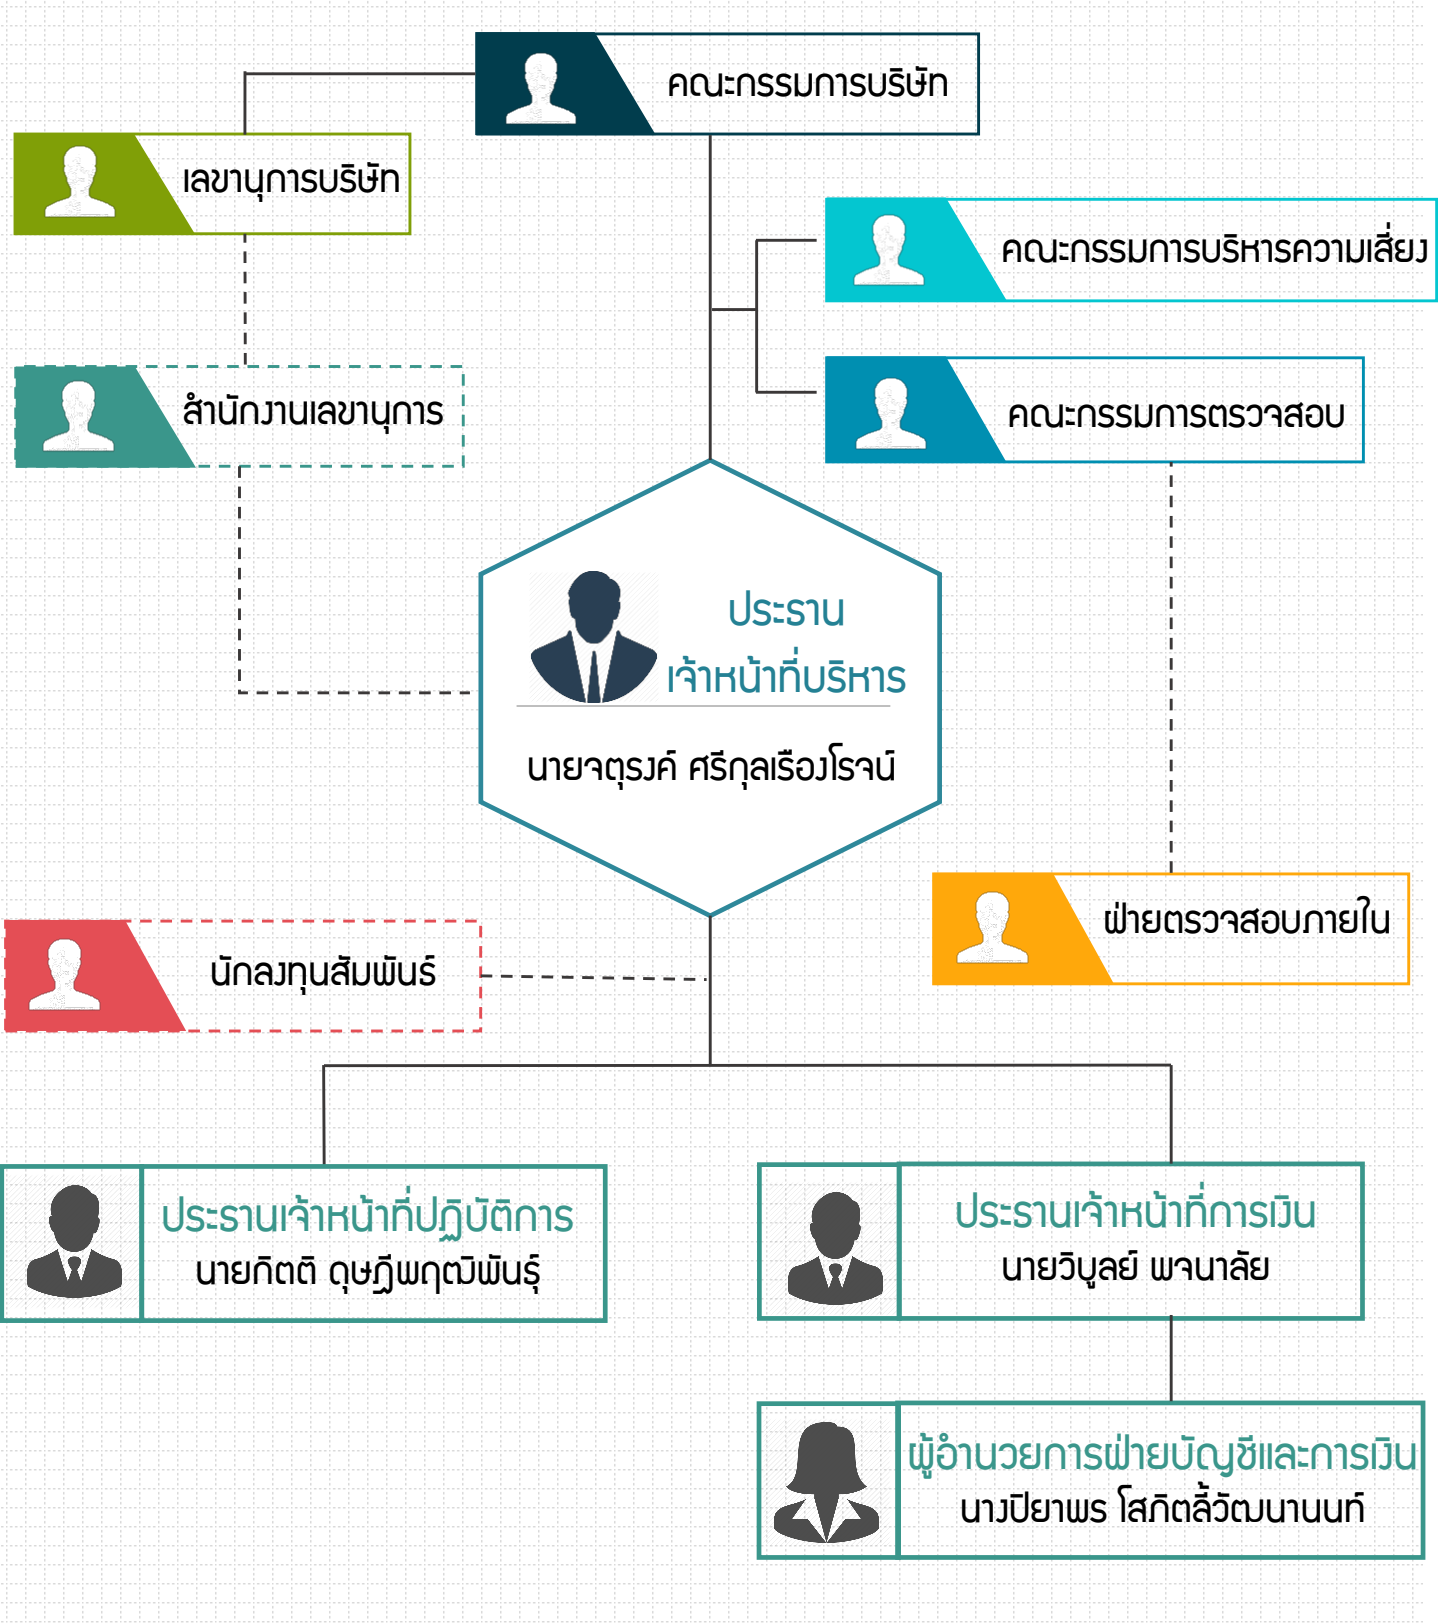 คณะกรรมการบริษัท
เลขานุการบริษัท
คณะกรรมการบริหารความเสี่ยง
สำนักงานเลขานุการ
คณะกรรมการตรวจสอบ
ประธาน
เจ้าหน้าที่บริหาร
นายจตุรงค์ ศรีกุลเรืองโรจน์
ฝ่ายตรวจสอบภายใน
นักลงทุนสัมพันธ์
ประธานเจ้าหน้าที่ปฏิบัติการ
นายกิตติ ดุษฎีพฤฒิพันธุ์
ประธานเจ้าหน้าที่การเงิน
นายวิบูลย์ พจนาลัย
ผู้อำนวยการฝ่ายบัญชีและการเงิน
นางปิยาพร โสภิตลี้วัฒนานนท์